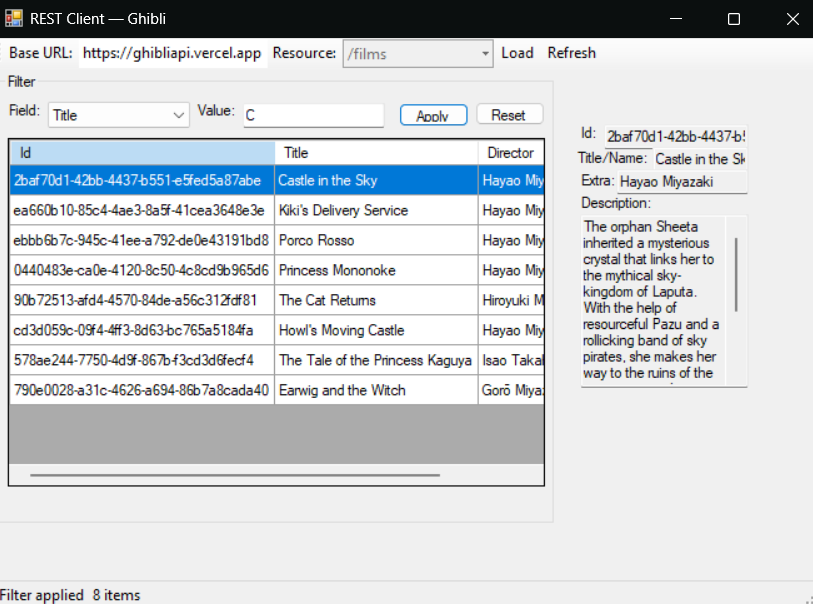 REST Client — Ghibli
Base URL: https://ghibliapi.vercel.app Resource: /films Load Refresh
Filter
Field: Title Value: C Apply Reset
Id Title Director
2baf70d1-42bb-4437-b551-e5fed5a87abe Castle in the Sky Hayao Miy
ea660b10-85c4-4ae3-8a5f-41cea3648e3e Kiki's Delivery Service Hayao Miy
ebbb6b7c-945c-41ee-a792-de0e43191bd8 Porco Rosso Hayao Miy
0440483e-ca0e-4120-8c50-4c8cd9b965d6 Princess Mononoke Hayao Miy
90b72513-afd4-4570-84de-a56c312fdf81 The Cat Returns Hiroyuki M
cd3d059c-09f4-4ff3-8d63-bc765a5184fa Howl's Moving Castle Hayao Miy
578ae244-7750-4d9f-867b-f3cd3d6fecf4 The Tale of the Princess Kaguya Isao Takal
790e0028-a31c-4626-a694-86b7a8cada40 Earwig and the Witch Gorō Miya
Id: 2baf70d1-42bb-4437-b5
Title/Name: Castle in the Sk
Extra: Hayao Miyazaki
Description:
The orphan Sheeta
inherited a mysterious
crystal that links her to
the mythical sky-
kingdom of Laputa.
With the help of
resourceful Pazu and a
rollicking band of sky
pirates, she makes her
way to the ruins of the
Filter applied 8 items